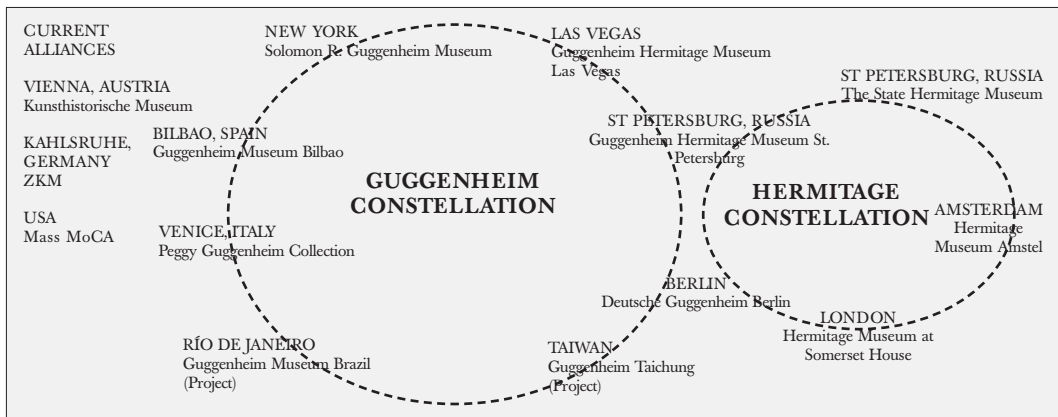 CURRENT
ALLIANCES
VIENNA, AUSTRIA
Kunsthistorische Museum
KAHLSRUHE,
GERMANY
ZKM
USA
Mass MoCA
NEW YORK
Solomon R. Guggenheim Museum
LAS VEGAS
Guggenheim Hermitage Museum
Las Vegas
BILBAO, SPAIN
Guggenheim Museum Bilbao
ST PETERSBURG, RUSSIA
Guggenheim Hermitage Museum St.
Petersburg
GUGGENHEIM
CONSTELLATION
VENICE, ITALY
Peggy Guggenheim Collection
BERLIN
Deutsche Guggenheim Berlin
RÍO DE JANEIRO
Guggenheim Museum Brazil
(Project)
TAIWAN
Guggenheim Taichung
(Project)
ST PETERSBURG, RUSSIA
The State Hermitage Museum
HERMITAGE
CONSTELLATION
AMSTERDAM
Hermitage
Museum Amstel
LONDON
Hermitage Museum at
Somerset House